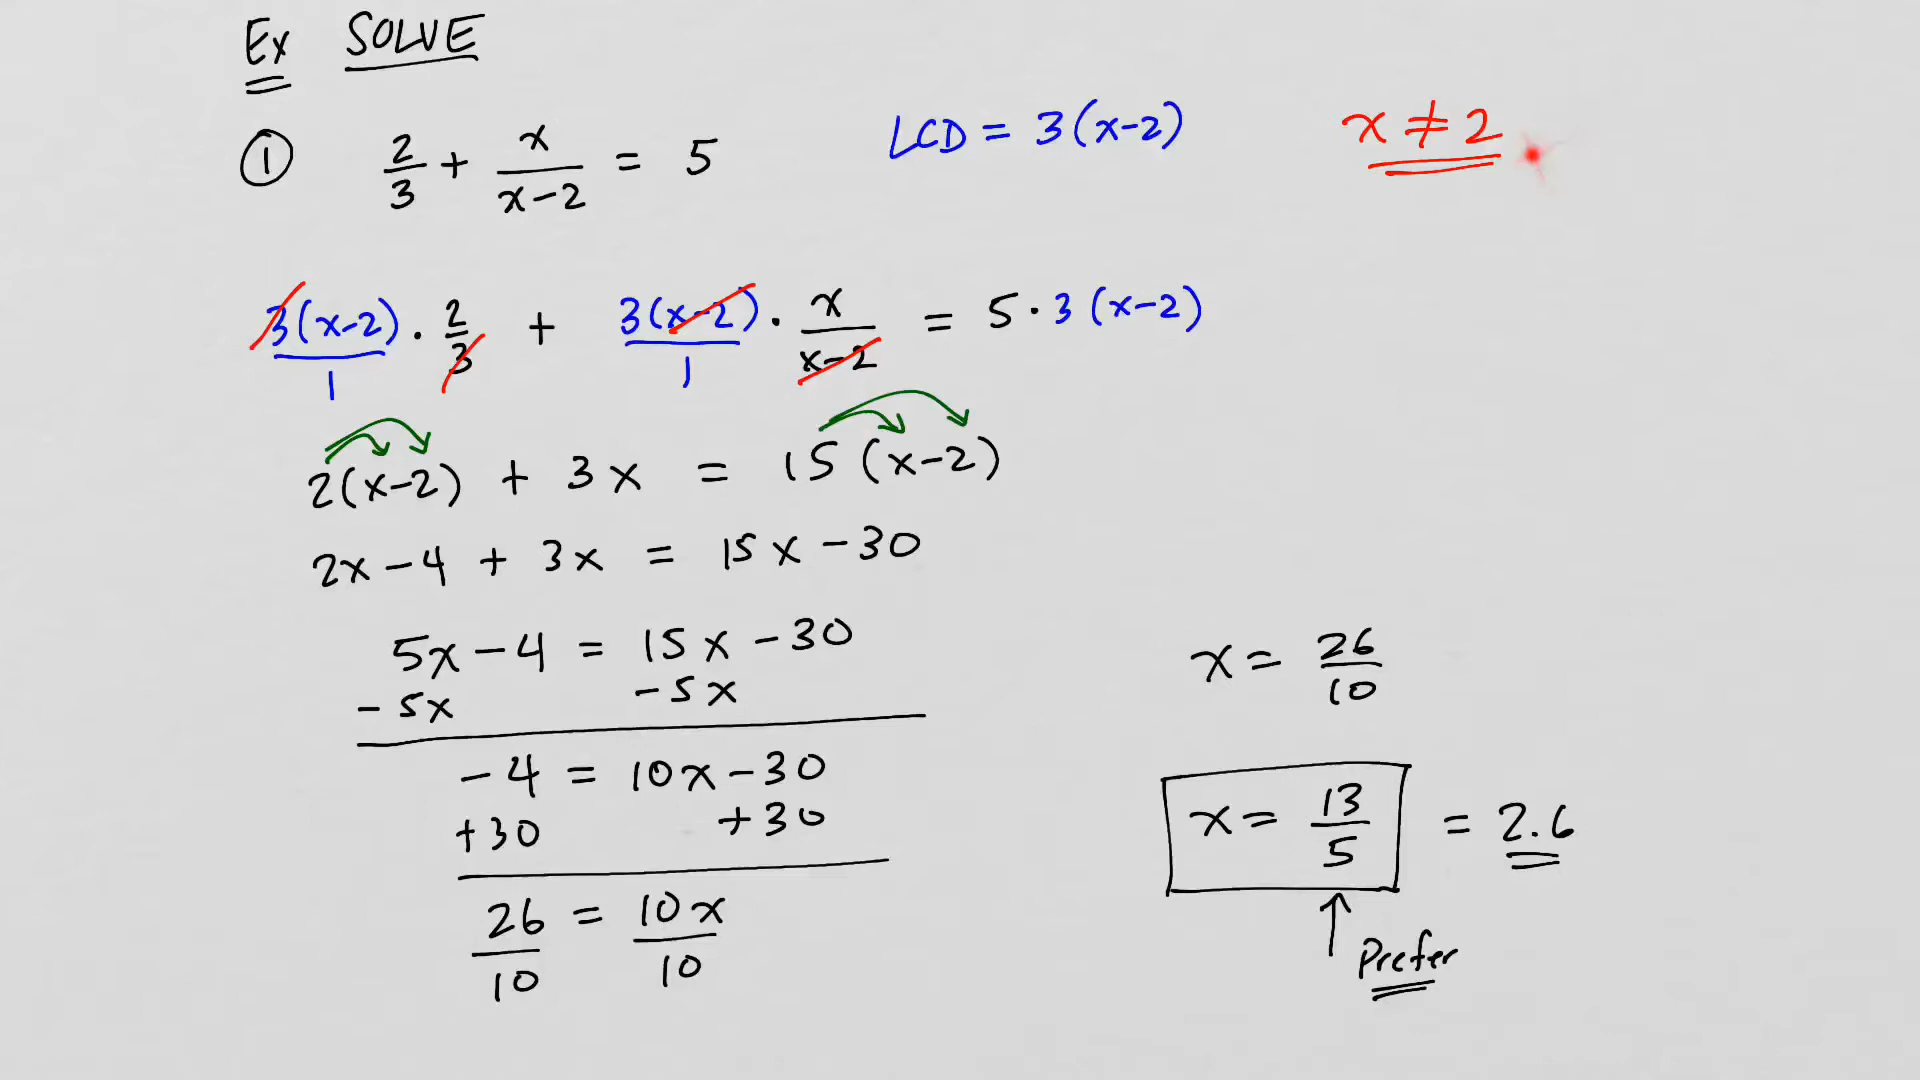 Ex SOLVE
① 2/3 + x/(x-2) = 5 LCD = 3(x-2) x ≠ 2
3(x-2)/1 · 2/3 + 3(x-2)/1 · x/(x-2) = 5 · 3(x-2)
2(x-2) + 3x = 15(x-2)
2x - 4 + 3x = 15x - 30
5x - 4 = 15x - 30
-5x -5x
-4 = 10x - 30
+30 +30
26/10 = 10x/10
x = 26/10
x = 13/5 = 2.6
Prefer